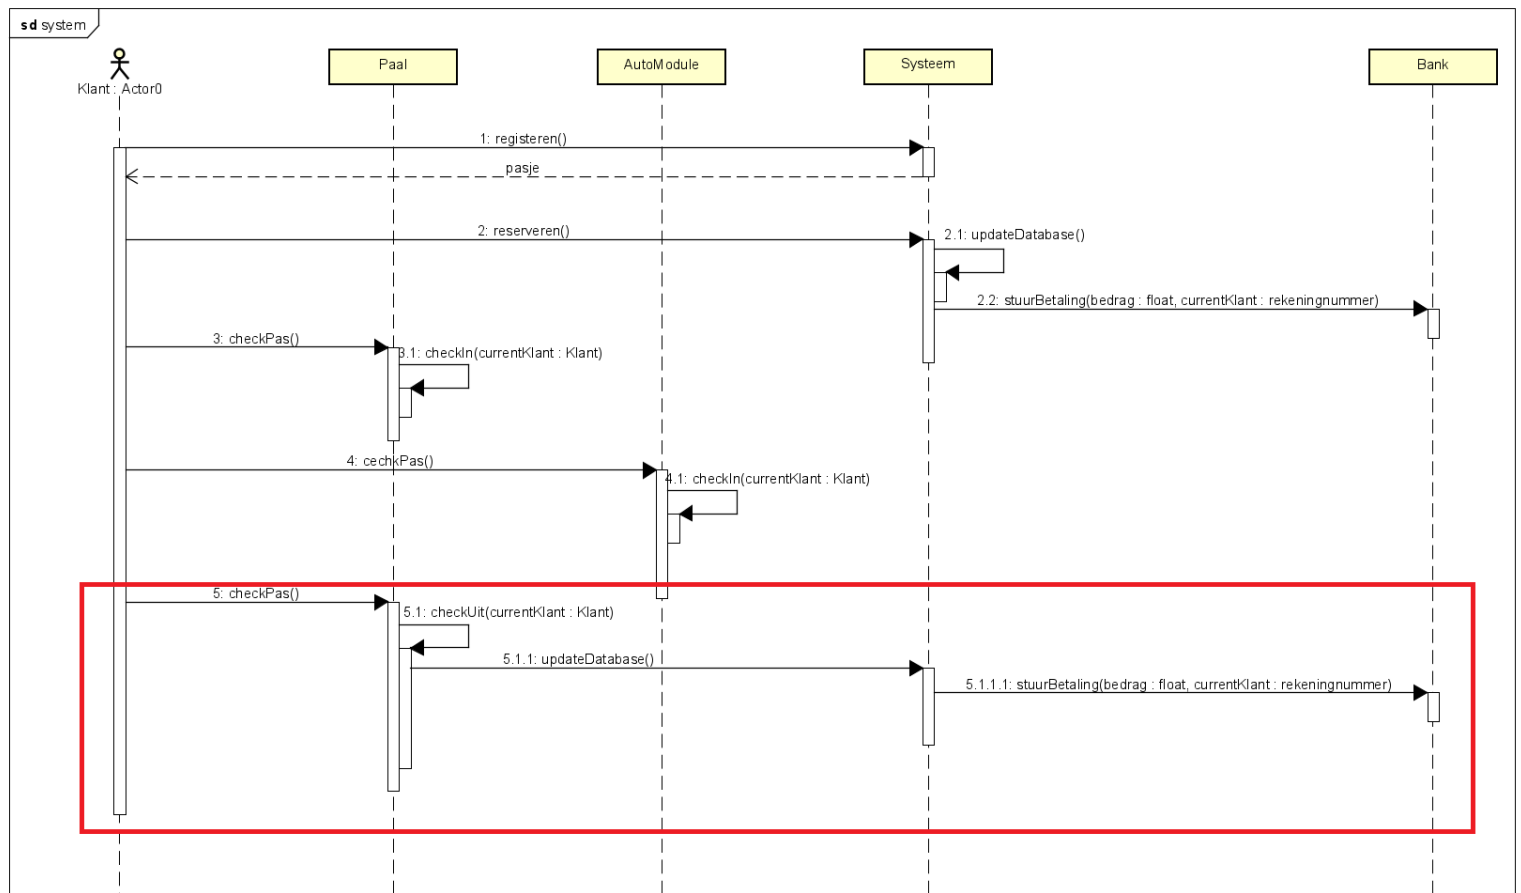 sd system
Klant : Actor0
Paal
AutoModule
Systeem
Bank
1: registeren()
pasje
2: reserveren()
2.1: updateDatabase()
2.2: stuurBetaling(bedrag : float, currentKlant : rekeningnummer)
3: checkPas()
3.1: checkIn(currentKlant : Klant)
4: cechkPas()
4.1: checkIn(currentKlant : Klant)
5: checkPas()
5.1: checkUit(currentKlant : Klant)
5.1.1: updateDatabase()
5.1.1.1: stuurBetaling(bedrag : float, currentKlant : rekeningnummer)